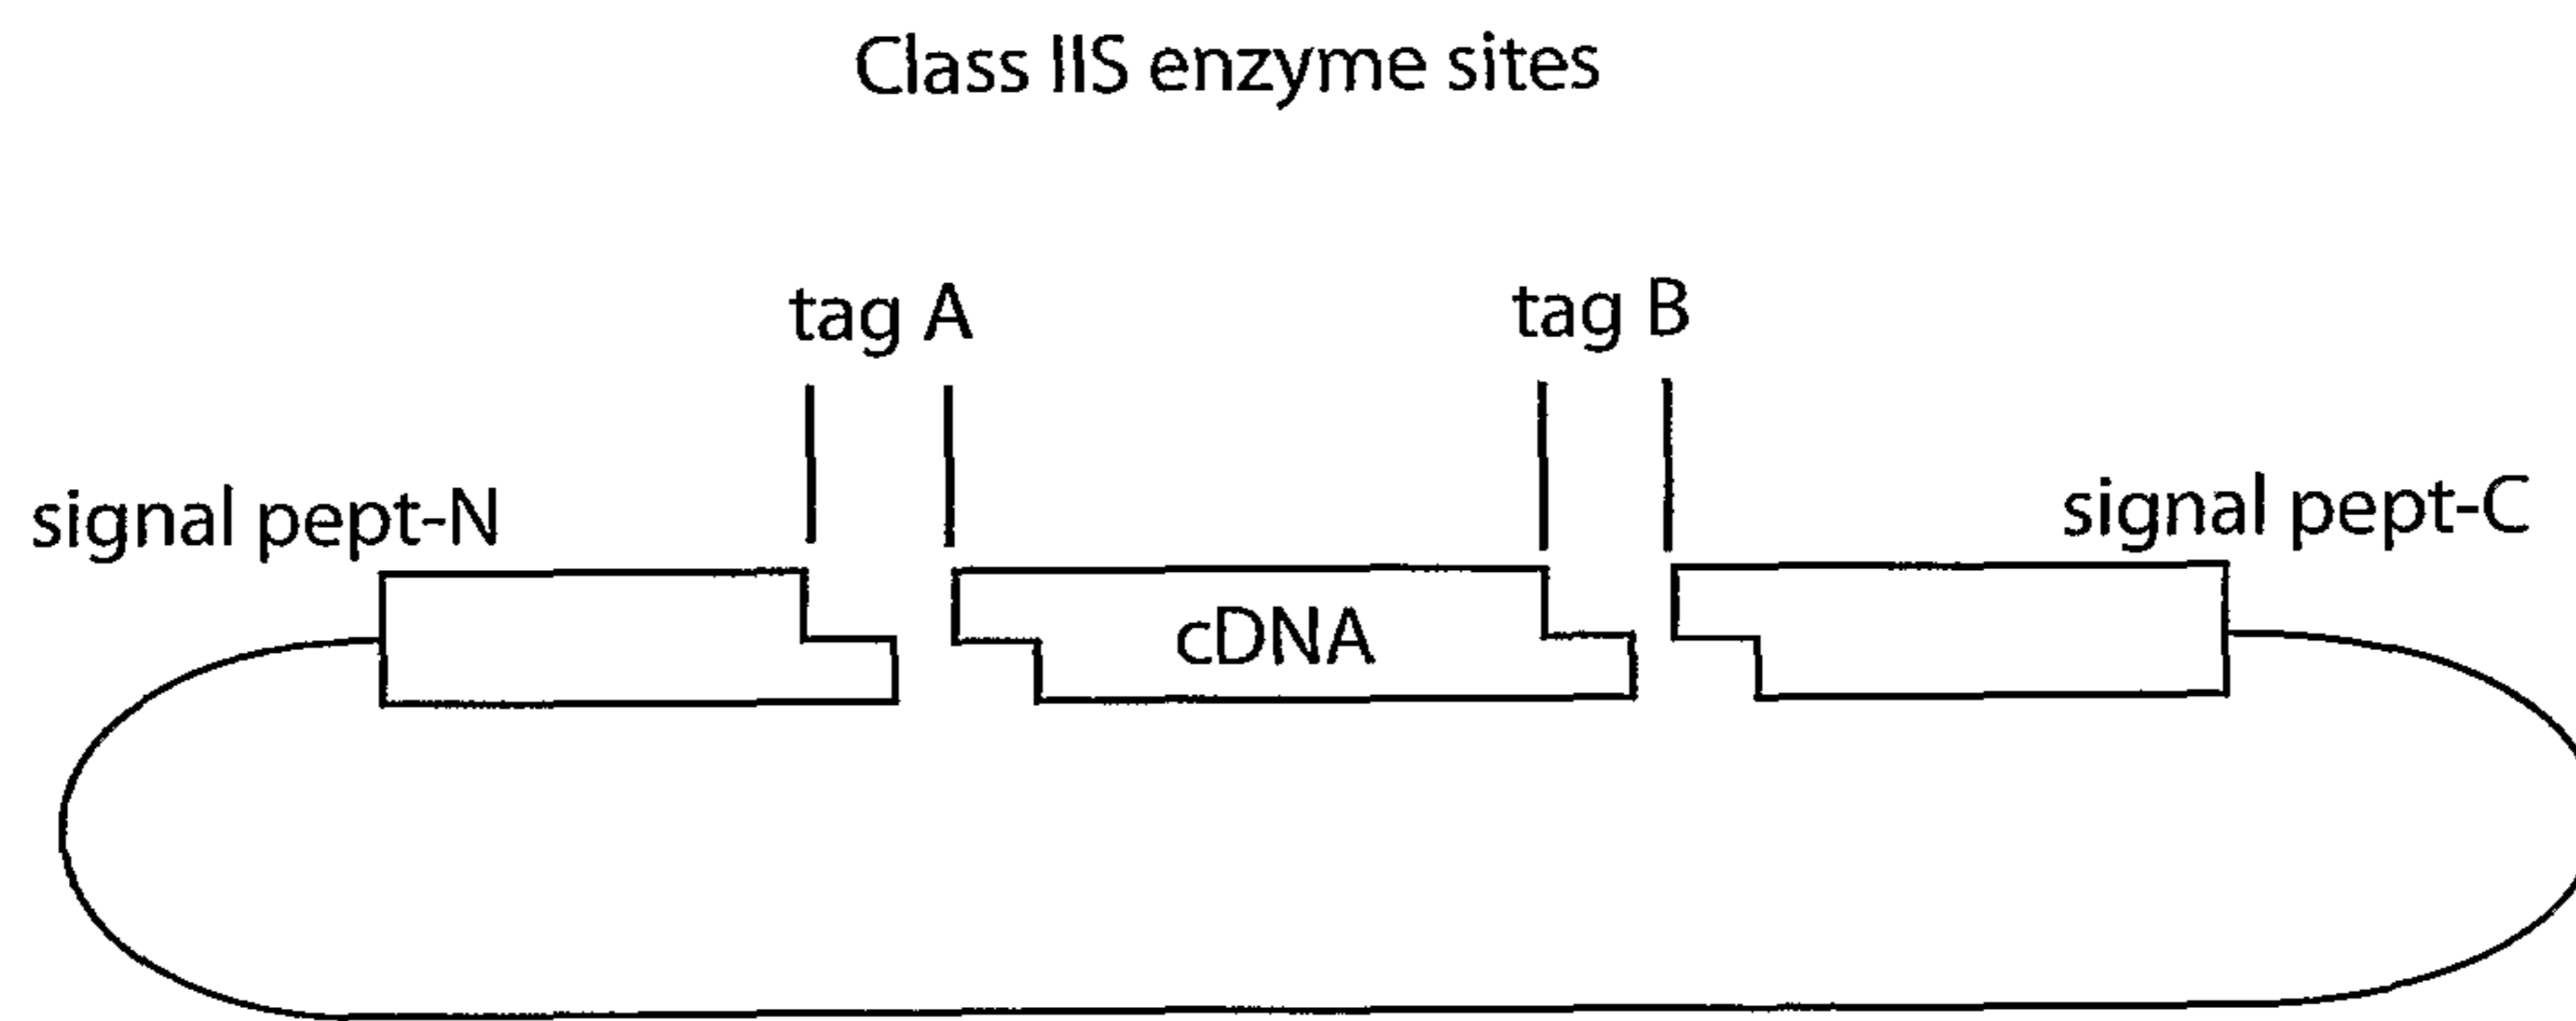 Class IIS enzyme sites
tag A
tag B
signal pept-N
signal pept-C
cDNA